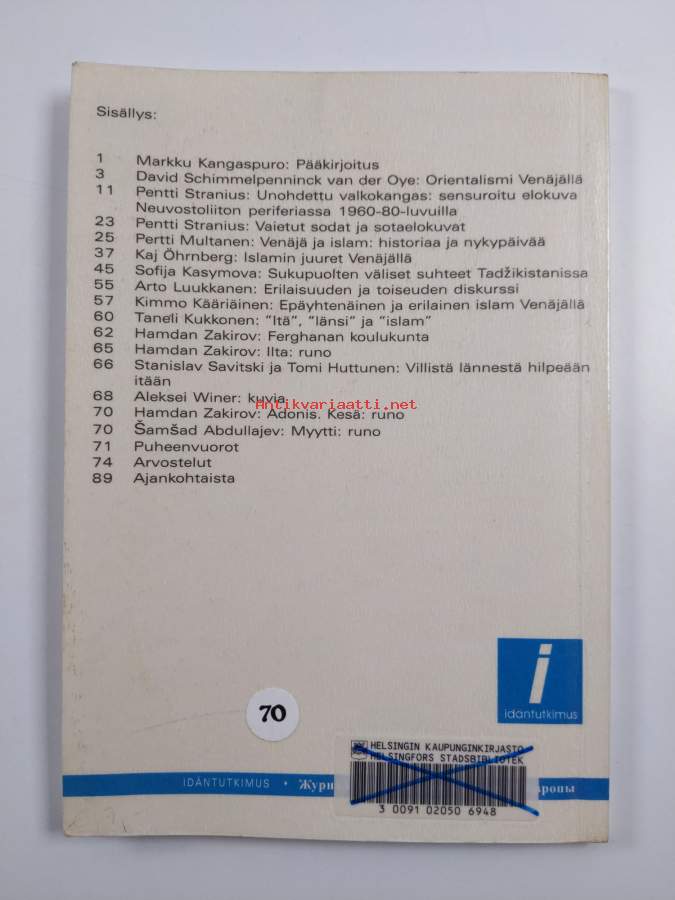 Sisällys:
1 Markku Kangaspuro: Pääkirjoitus
3 David Schimmelpenninck van der Oye: Orientalismi Venäjällä
11 Pentti Stranius: Unohdettu valkokangas: sensuroitu elokuva
Neuvostoliiton periferiassa 1960-80-luvuilla
23 Pentti Stranius: Vaietut sodat ja sotaelokuvat
25 Pertti Multanen: Venäjä ja islam: historiaa ja nykypäivää
37 Kaj Öhrnberg: Islamin juuret Venäjällä
45 Sofija Kasymova: Sukupuolten väliset suhteet Tadžikistanissa
55 Arto Luukkanen: Erilaisuuden ja toiseuden diskurssi
57 Kimmo Kääriäinen: Epäyhtenäinen ja erilainen islam Venäjällä
60 Taneli Kukkonen: ”Itä”, ”länsi” ja ”islam”
62 Hamdan Zakirov: Ferghanan koulukunta
65 Hamdan Zakirov: Ilta: runo
66 Stanislav Savitski ja Tomi Huttunen: Villistä lännestä hilpeään
itään
68 Aleksei Winer: kuvia
Antikvariaatti.net
70 Hamdan Zakirov: Adonis. Kesä: runo
70 Šamšad Abdullajev: Myytti: runo
71 Puheenvuorot
74 Arvostelut
89 Ajankohtaista
i
idäntutkimus
70
HELSINGIN KAUPUNGINKIRJASTO
HELSINGFORS STADSBIBLIOTEK
IDÄNTUTKIMUS •
3 0091 02050 6948